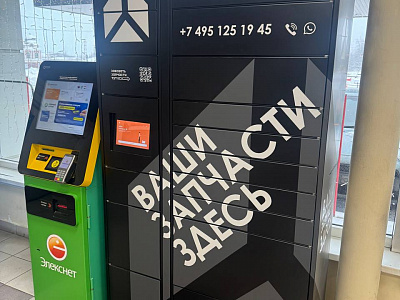 +7 495 125 19 45
ВАШИ
ЗАПЧАСТИ
ЗДЕСЬ
Элекснет